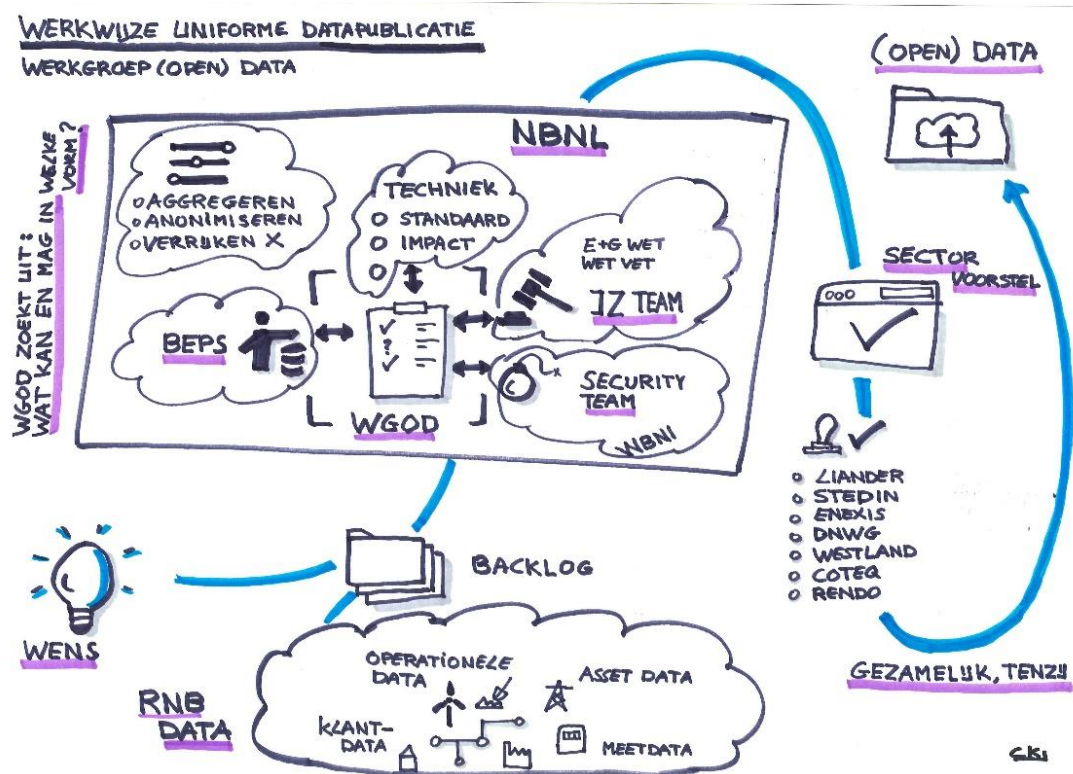 WERKWIJZE UNIFORME DATAPUBLICATIE
WERKGROEP (OPEN) DATA
WGOD ZOEKT UIT:
WAT KAN EN MAG IN WELKE
VORM?
NBNL
o AGGREGEREN
o ANONIMISEREN
o VERRIJKEN X
TECHNIEK
o STANDAARD
o IMPACT
o
E+G WET
WET VET
JZ TEAM
BEPS
WGOD
SECURITY
TEAM
NBNl
(OPEN) DATA
SECTOR
VOORSTEL
o LIANDER
o STEDIN
o ENEXIS
o DNWG
o WESTLAND
o COTEQ
o RENDO
GEZAMELIJK, TENZIJ
WENS
BACKLOG
RNB
DATA
OPERATIONELE
DATA
ASSET DATA
KLANT-
DATA
MEETDATA